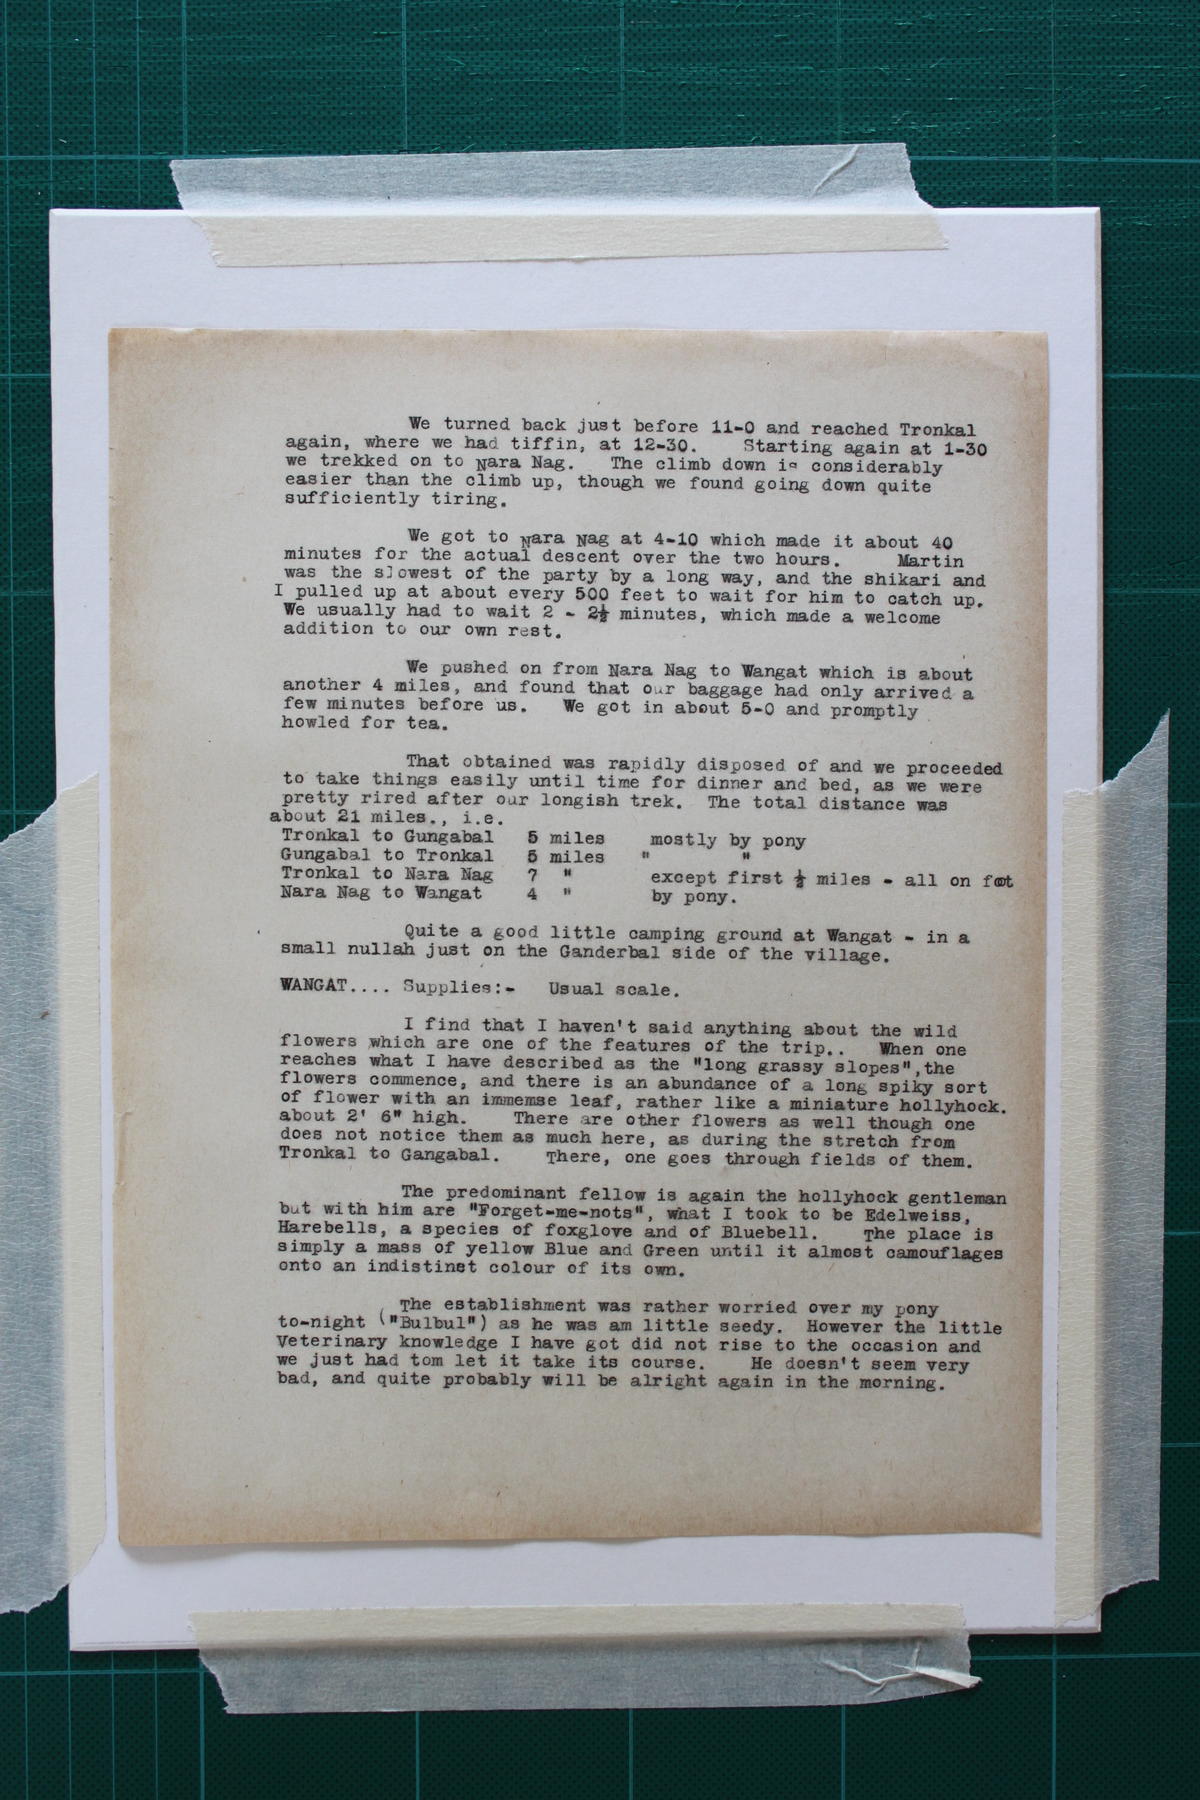 We turned back just before 11-0 and reached Tronkal
again, where we had tiffin, at 12-30. Starting again at 1-30
we trekked on to Nara Nag. The climb down is considerably
easier than the climb up, though we found going down quite
sufficiently tiring.
We got to Nara Nag at 4-10 which made it about 40
minutes for the actual descent over the two hours. Martin
was the slowest of the party by a long way, and the shikari and
I pulled up at about every 500 feet to wait for him to catch up.
We usually had to wait 2 - 2½ minutes, which made a welcome
addition to our own rest.
We pushed on from Nara Nag to Wangat which is about
another 4 miles, and found that our baggage had only arrived a
few minutes before us. We got in about 5-0 and promptly
howled for tea.
That obtained was rapidly disposed of and we proceeded
to take things easily until time for dinner and bed, as we were
pretty rired after our longish trek. The total distance was
about 21 miles., i.e.
Tronkal to Gungabal 5 miles mostly by pony
Gungabal to Tronkal 5 miles " "
Tronkal to Nara Nag 7 " except first ½ miles - all on foot
Nara Nag to Wangat 4 " by pony.
Quite a good little camping ground at Wangat - in a
small nullah just on the Ganderbal side of the village.
WANGAT.... Supplies:- Usual scale.
I find that I haven't said anything about the wild
flowers which are one of the features of the trip.. When one
reaches what I have described as the "long grassy slopes",the
flowers commence, and there is an abundance of a long spiky sort
of flower with an immemse leaf, rather like a miniature hollyhock.
about 2' 6" high. There are other flowers as well though one
does not notice them as much here, as during the stretch from
Tronkal to Gangabal. There, one goes through fields of them.
The predominant fellow is again the hollyhock gentleman
but with him are "Forget-me-nots", what I took to be Edelweiss,
Harebells, a species of foxglove and of Bluebell. The place is
simply a mass of yellow Blue and Green until it almost camouflages
onto an indistinct colour of its own.
The establishment was rather worried over my pony
to-night ("Bulbul") as he was am little seedy. However the little
Veterinary knowledge I have got did not rise to the occasion and
we just had tom let it take its course. He doesn't seem very
bad, and quite probably will be alright again in the morning.